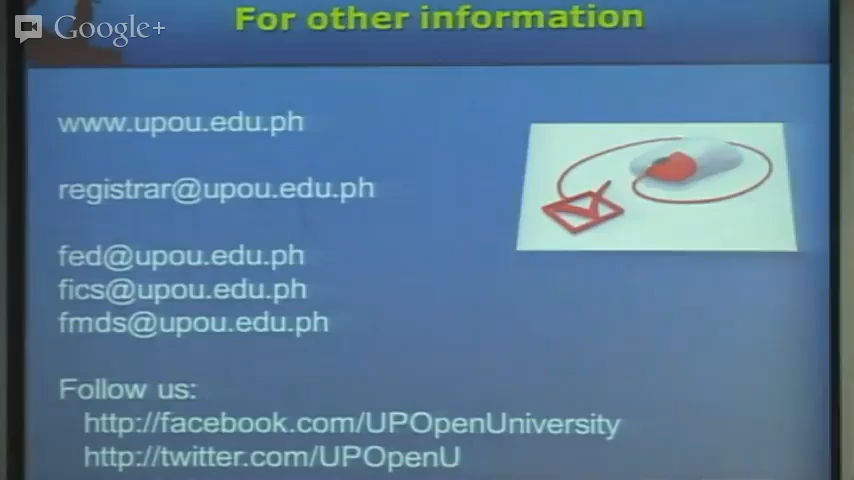 Google+
For other information
www.upou.edu.ph
registrar@upou.edu.ph
fed@upou.edu.ph
fics@upou.edu.ph
fmds@upou.edu.ph
Follow us:
http://facebook.com/UPOpenUniversity
http://twitter.com/UPOpenU